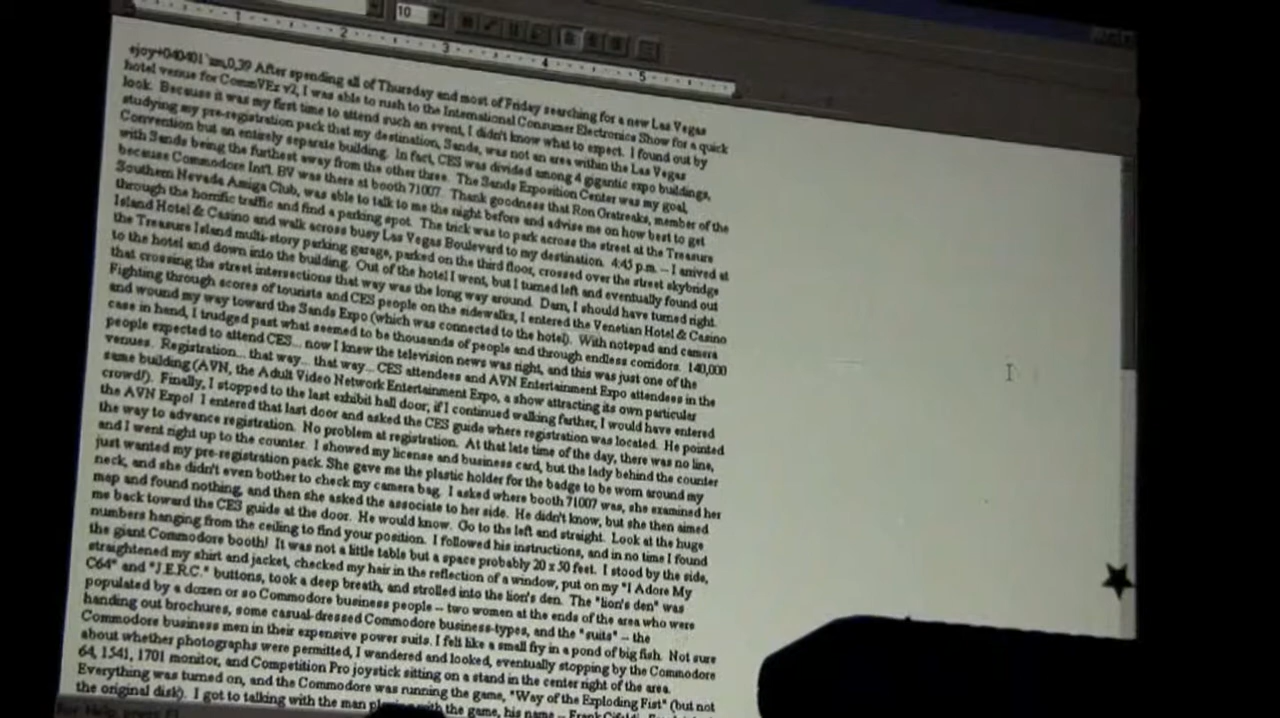 10
1 2 3 4 5
ejoy+040401`um,0,39 After spending all of Thursday and most of Friday searching for a new Las Vegas
hotel venue for CommVEx v2, I was able to rush to the International Consumer Electronics Show for a quick
look. Because it was my first time to attend such an event, I didn't know what to expect. I found out by
studying my pre-registration pack that my destination, Sands, was not an area within the Las Vegas
Convention but an entirely separate building. In fact, CES was divided among 4 gigantic expo buildings,
with Sands being the furthest away from the other three. The Sands Exposition Center was my goal,
because Commodore Int'l. BV was there at booth 71007. Thank goodness that Ron Gratreaks, member of the
Southern Nevada Amiga Club, was able to talk to me the night before and advise me on how best to get
through the horrific traffic and find a parking spot. The trick was to park across the street at the Treasure
Island Hotel & Casino and walk across busy Las Vegas Boulevard to my destination. 4:45 p.m. -- I arrived at
the Treasure Island multi-story parking garage, parked on the third floor, crossed over the street skybridge
to the hotel and down into the building. Out of the hotel I went, but I turned left and eventually found out
that crossing the street intersections that way was the long way around. Darn, I should have turned right.
Fighting through scores of tourists and CES people on the sidewalks, I entered the Venetian Hotel & Casino
and wound my way toward the Sands Expo (which was connected to the hotel). With notepad and camera
case in hand, I trudged past what seemed to be thousands of people and through endless corridors. 140,000
people expected to attend CES... now I knew the television news was right, and this was just one of the
venues. Registration... that way... that way... CES attendees and AVN Entertainment Expo attendees in the
same building (AVN, the Adult Video Network Entertainment Expo, a show attracting its own particular
crowd!). Finally, I stopped to the last exhibit hall door; if I continued walking farther, I would have entered
the AVN Expo! I entered that last door and asked the CES guide where registration was located. He pointed
the way to advance registration. No problem at registration. At that late time of the day, there was no line,
and I went right up to the counter. I showed my license and business card, but the lady behind the counter
just wanted my pre-registration pack. She gave me the plastic holder for the badge to be worn around my
neck, and she didn't even bother to check my camera bag. I asked where booth 71007 was, she examined her
map and found nothing, and then she asked the associate to her side. He didn't know, but she then aimed
me back toward the CES guide at the door. He would know. Go to the left and straight. Look at the huge
numbers hanging from the ceiling to find your position. I followed his instructions, and in no time I found
the giant Commodore booth! It was not a little table but a space probably 20 x 50 feet. I stood by the side,
straightened my shirt and jacket, checked my hair in the reflection of a window, put on my "I Adore My
C64" and "J.E.R.C." buttons, took a deep breath, and strolled into the lion's den. The "lion's den" was
populated by a dozen or so Commodore business people -- two women at the ends of the area who were
handing out brochures, some casual-dressed Commodore business-types, and the "suits" -- the
Commodore business men in their expensive power suits. I felt like a small fry in a pond of big fish. Not sure
about whether photographs were permitted, I wandered and looked, eventually stopping by the Commodore
64, 1541, 1701 monitor, and Competition Pro joystick sitting on a stand in the center right of the area.
Everything was turned on, and the Commodore was running the game, "Way of the Exploding Fist" (but not
the original disk). I got to talking with the man with the game, his name --
For Help, press F1